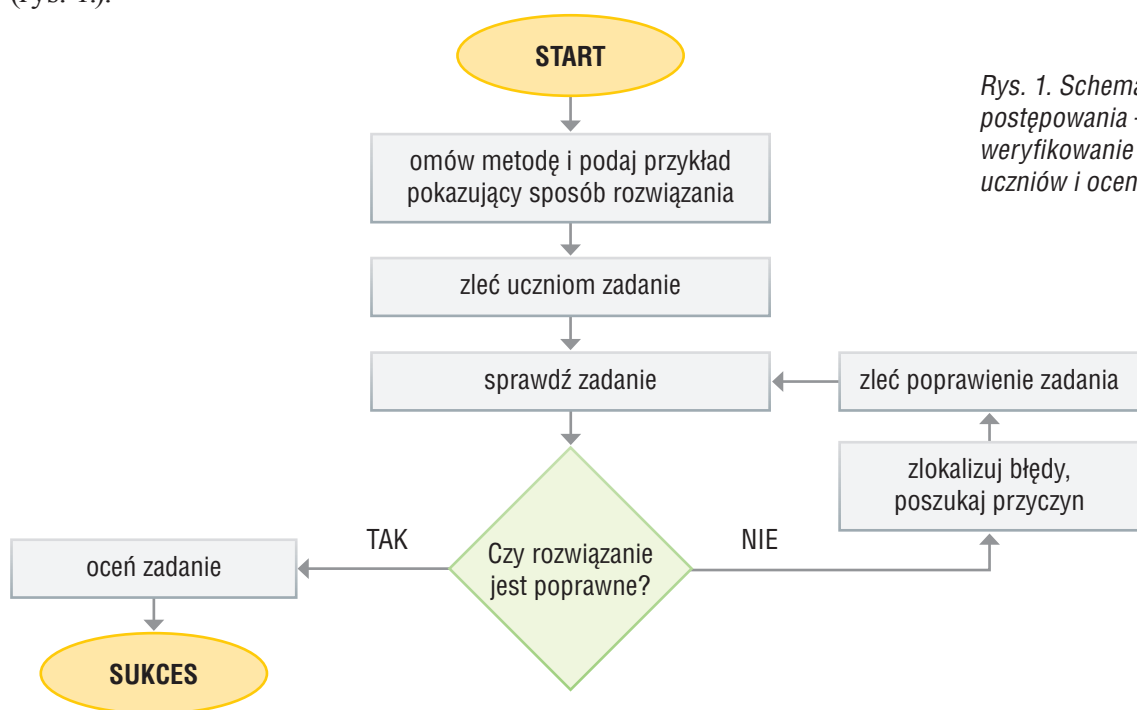 (rys. 1.).
START
Rys. 1. Schema
postępowania -
weryfikowanie
uczniów i ocen
omów metodę i podaj przykład
pokazujący sposób rozwiązania
zleć uczniom zadanie
sprawdź zadanie
zleć poprawienie zadania
zlokalizuj błędy,
poszukaj przyczyn
TAK
NIE
Czy rozwiązanie
jest poprawne?
oceń zadanie
SUKCES